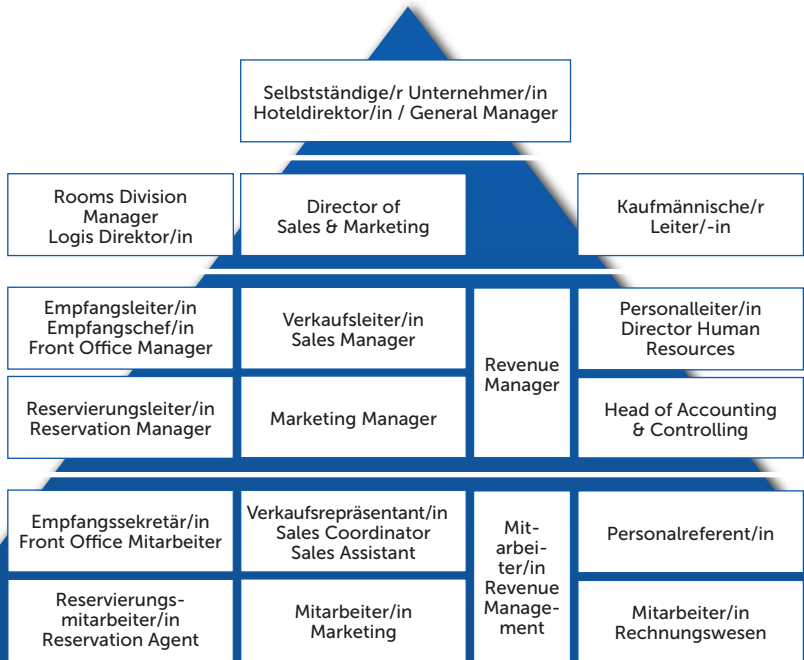 Selbstständige/r Unternehmer/in
Hoteldirektor/in / General Manager
Rooms Division
Manager
Logis Direktor/in
Director of
Sales & Marketing
Kaufmännische/r
Leiter/-in
Empfangsleiter/in
Empfangschef/in
Front Office Manager
Verkaufsleiter/in
Sales Manager
Revenue
Manager
Personalleiter/in
Director Human
Resources
Reservierungsleiter/in
Reservation Manager
Marketing Manager
Head of Accounting
& Controlling
Empfangssekretär/in
Front Office Mitarbeiter
Verkaufsrepräsentant/in
Sales Coordinator
Sales Assistant
Mit-
arbei-
ter/in
Revenue
Manage-
ment
Personalreferent/in
Reservierungs-
mitarbeiter/in
Reservation Agent
Mitarbeiter/in
Marketing
Mitarbeiter/in
Rechnungswesen